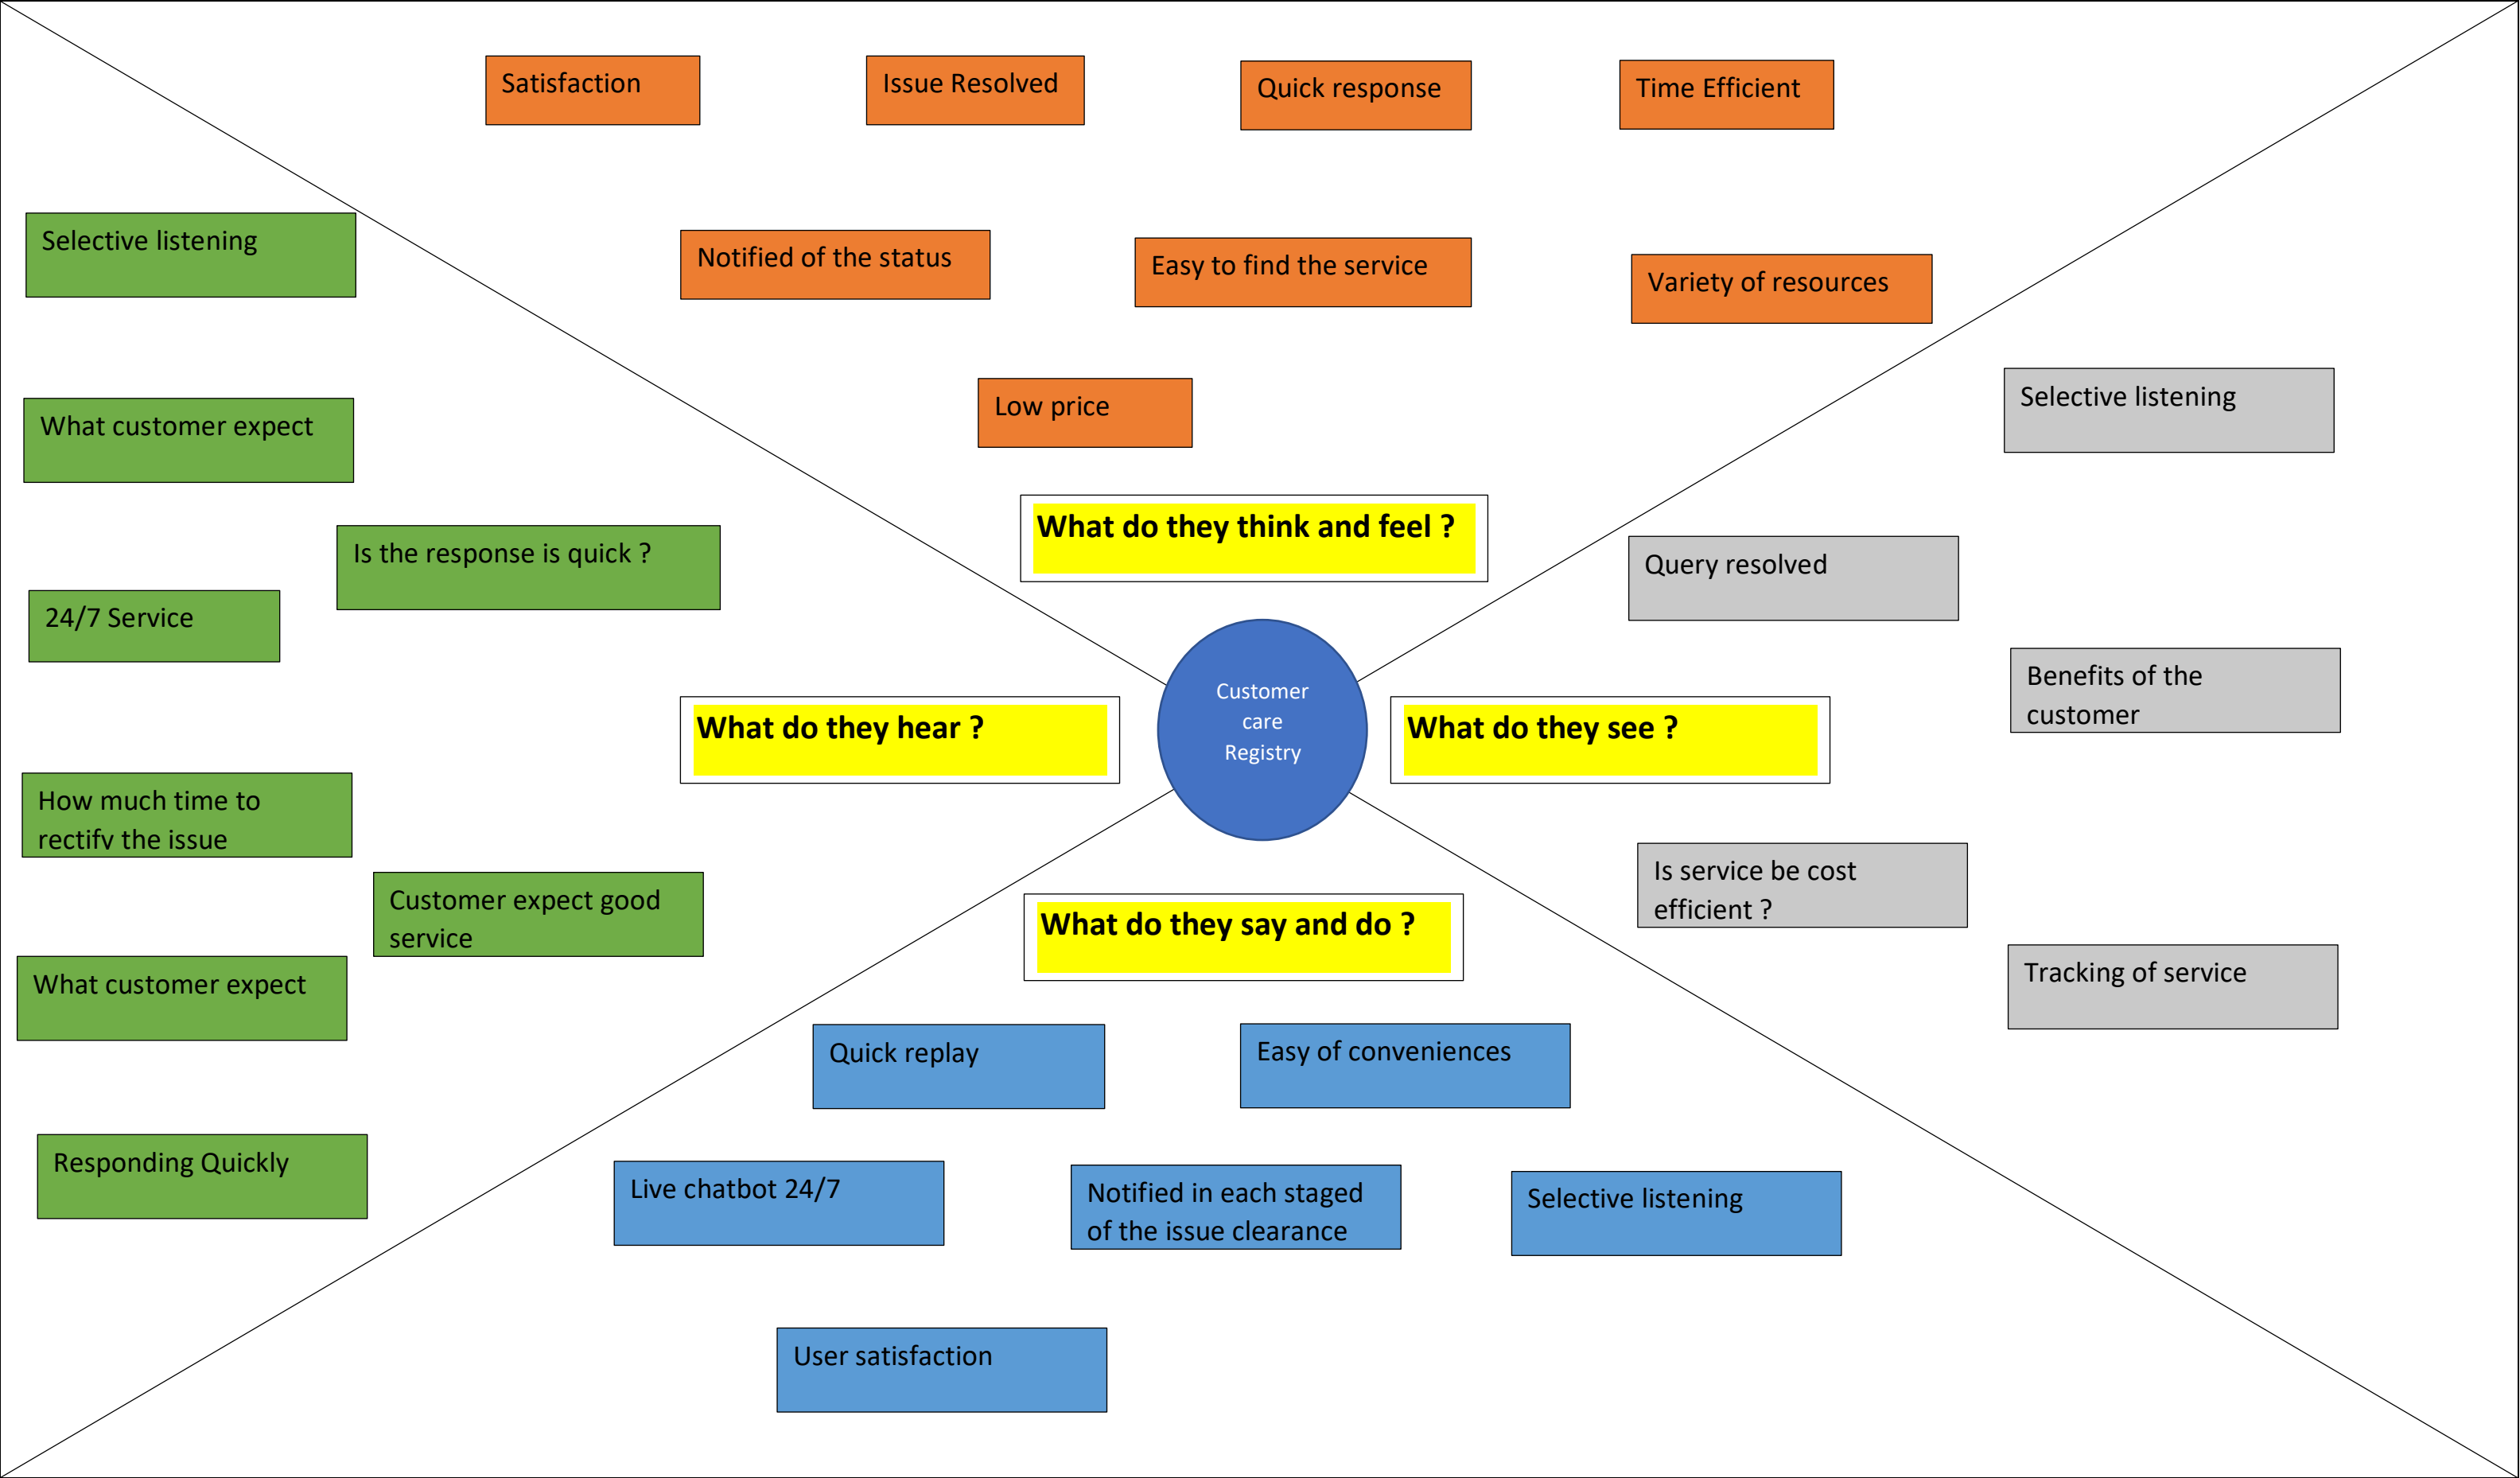 Satisfaction
Issue Resolved
Quick response
Time Efficient
Notified of the status
Easy to find the service
Variety of resources
Low price
What do they think and feel ?
Selective listening
What customer expect
Is the response is quick ?
24/7 Service
What do they hear ?
How much time to
rectify the issue
Customer expect good
service
What customer expect
Responding Quickly
Customer
care
Registry
Selective listening
Query resolved
Benefits of the
customer
What do they see ?
Is service be cost
efficient ?
Tracking of service
What do they say and do ?
Quick replay
Easy of conveniences
Live chatbot 24/7
Notified in each staged
of the issue clearance
Selective listening
User satisfaction